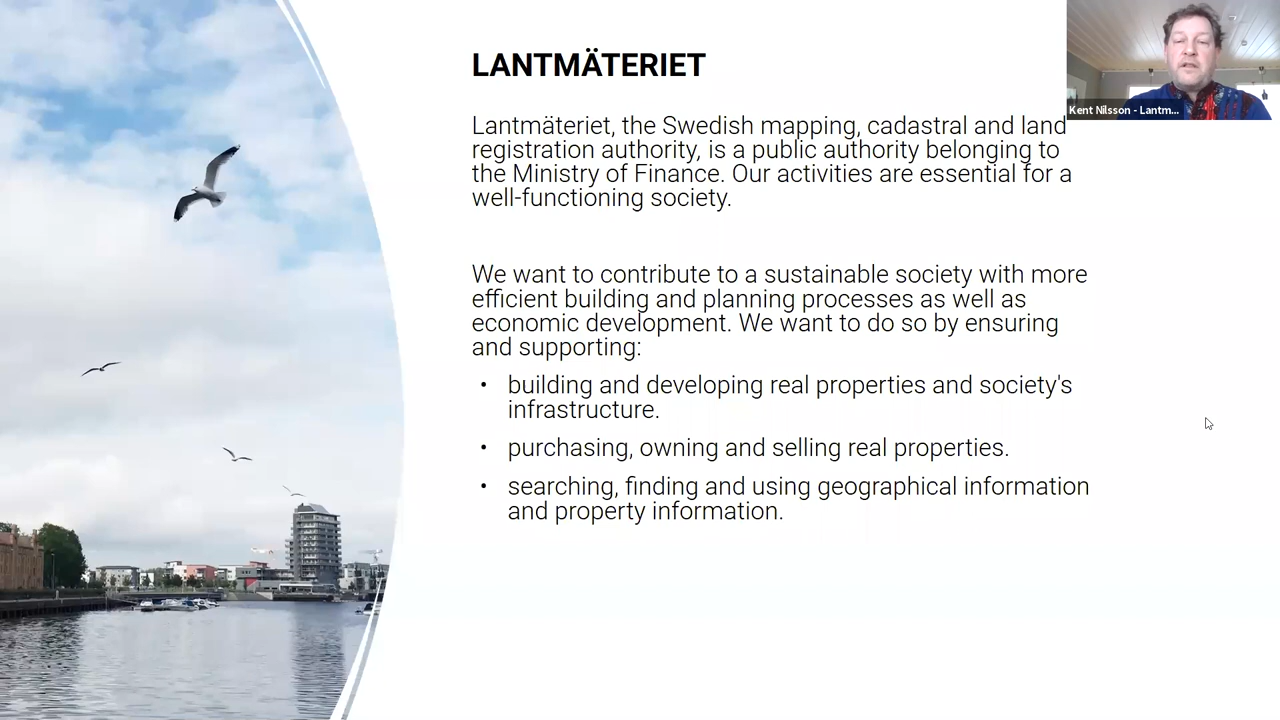 LANTMÄTERIET
Kent Nilsson - Lantm...
Lantmäteriet, the Swedish mapping, cadastral and land
registration authority, is a public authority belonging to
the Ministry of Finance. Our activities are essential for a
well-functioning society.
We want to contribute to a sustainable society with more
efficient building and planning processes as well as
economic development. We want to do so by ensuring
and supporting:
• building and developing real properties and society's
infrastructure.
• purchasing, owning and selling real properties.
• searching, finding and using geographical information
and property information.